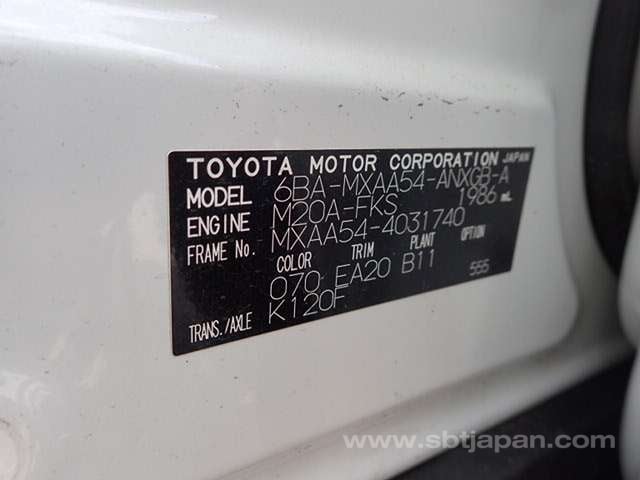 TOYOTA MOTOR CORPORATION JAPAN
MODEL 6BA-MXAA54-ANXGB-A
ENGINE M20A-FKS 1986 mL
FRAME No. MXAA54-4031740
COLOR TRIM PLANT OPTION
070 EA20 B11 555
TRANS./AXLE K120F
www.sbtjapan.com